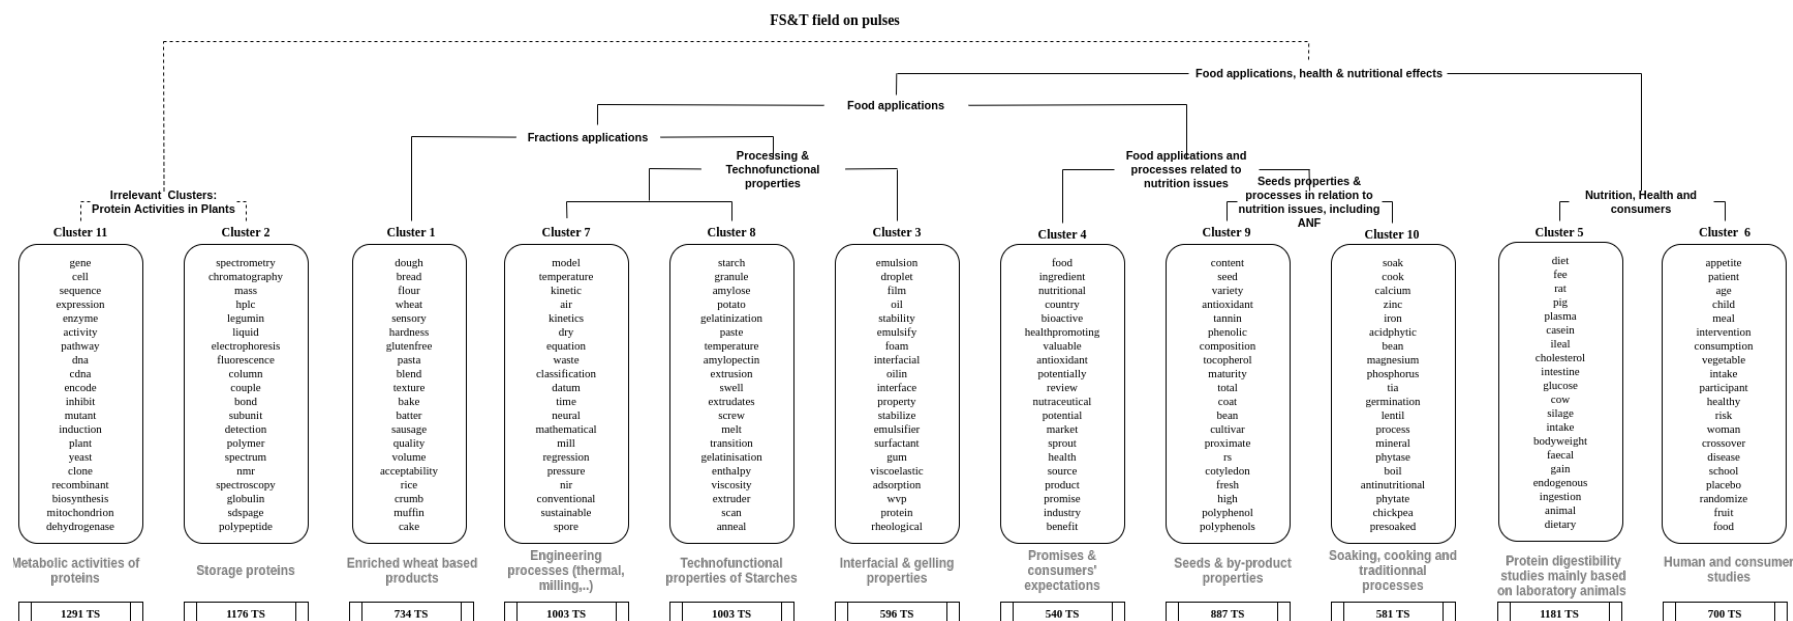 FS&T field on pulses
Food applications, health & nutritional effects
Food applications
Fractions applications
Processing &
Technofunctional
properties
Food applications and
processes related to
nutrition issues
Seeds properties &
processes in relation to
nutrition issues, including
ANF
Irrelevant Clusters:
Protein Activities in Plants
Nutrition, Health and
consumers
Cluster 11
gene
cell
sequence
expression
enzyme
activity
pathway
dna
cdna
encode
inhibit
mutant
induction
plant
yeast
clone
recombinant
biosynthesis
mitochondrion
dehydrogenase
Metabolic activities of
proteins
1291 TS
Cluster 2
spectrometry
chromatography
mass
hplc
legumin
liquid
electrophoresis
fluorescence
column
couple
bond
subunit
detection
polymer
spectrum
nmr
spectroscopy
globulin
sdspage
polypeptide
Storage proteins
1176 TS
Cluster 1
dough
bread
flour
wheat
sensory
hardness
glutenfree
pasta
blend
texture
bake
batter
sausage
quality
volume
acceptability
rice
crumb
muffin
cake
Enriched wheat based
products
734 TS
Cluster 7
model
temperature
kinetic
air
kinetics
dry
equation
waste
classification
datum
time
neural
mathematical
mill
regression
pressure
nir
conventional
sustainable
spore
Engineering
processes (thermal,
milling,..)
1003 TS
Cluster 8
starch
granule
amylose
potato
gelatinization
paste
temperature
amylopectin
extrusion
swell
extrudates
screw
melt
transition
gelatinisation
enthalpy
viscosity
extruder
scan
anneal
Technofunctional
properties of Starches
1003 TS
Cluster 3
emulsion
droplet
film
oil
stability
emulsify
foam
interfacial
oilin
interface
property
stabilize
emulsifier
surfactant
gum
viscoelastic
adsorption
wvp
protein
rheological
Interfacial & gelling
properties
596 TS
Cluster 4
food
ingredient
nutritional
country
bioactive
healthpromoting
valuable
antioxidant
potentially
review
nutraceutical
potential
market
sprout
health
source
product
promise
industry
benefit
Promises &
consumers'
expectations
540 TS
Cluster 9
content
seed
variety
antioxidant
tannin
phenolic
composition
tocopherol
maturity
total
coat
bean
cultivar
proximate
rs
cotyledon
fresh
high
polyphenol
polyphenols
Seeds & by-product
properties
887 TS
Cluster 10
soak
cook
calcium
zinc
iron
acidphytic
bean
magnesium
phosphorus
tia
germination
lentil
process
mineral
phytase
boil
antinutritional
phytate
chickpea
presoaked
Soaking, cooking and
traditionnal
processes
581 TS
Cluster 5
diet
fee
rat
pig
plasma
casein
ileal
cholesterol
intestine
glucose
cow
silage
intake
bodyweight
faecal
gain
endogenous
ingestion
animal
dietary
Protein digestibility
studies mainly based
on laboratory animals
1181 TS
Cluster 6
appetite
patient
age
child
meal
intervention
consumption
vegetable
intake
participant
healthy
risk
woman
crossover
disease
school
placebo
randomize
fruit
food
Human and consumer
studies
700 TS